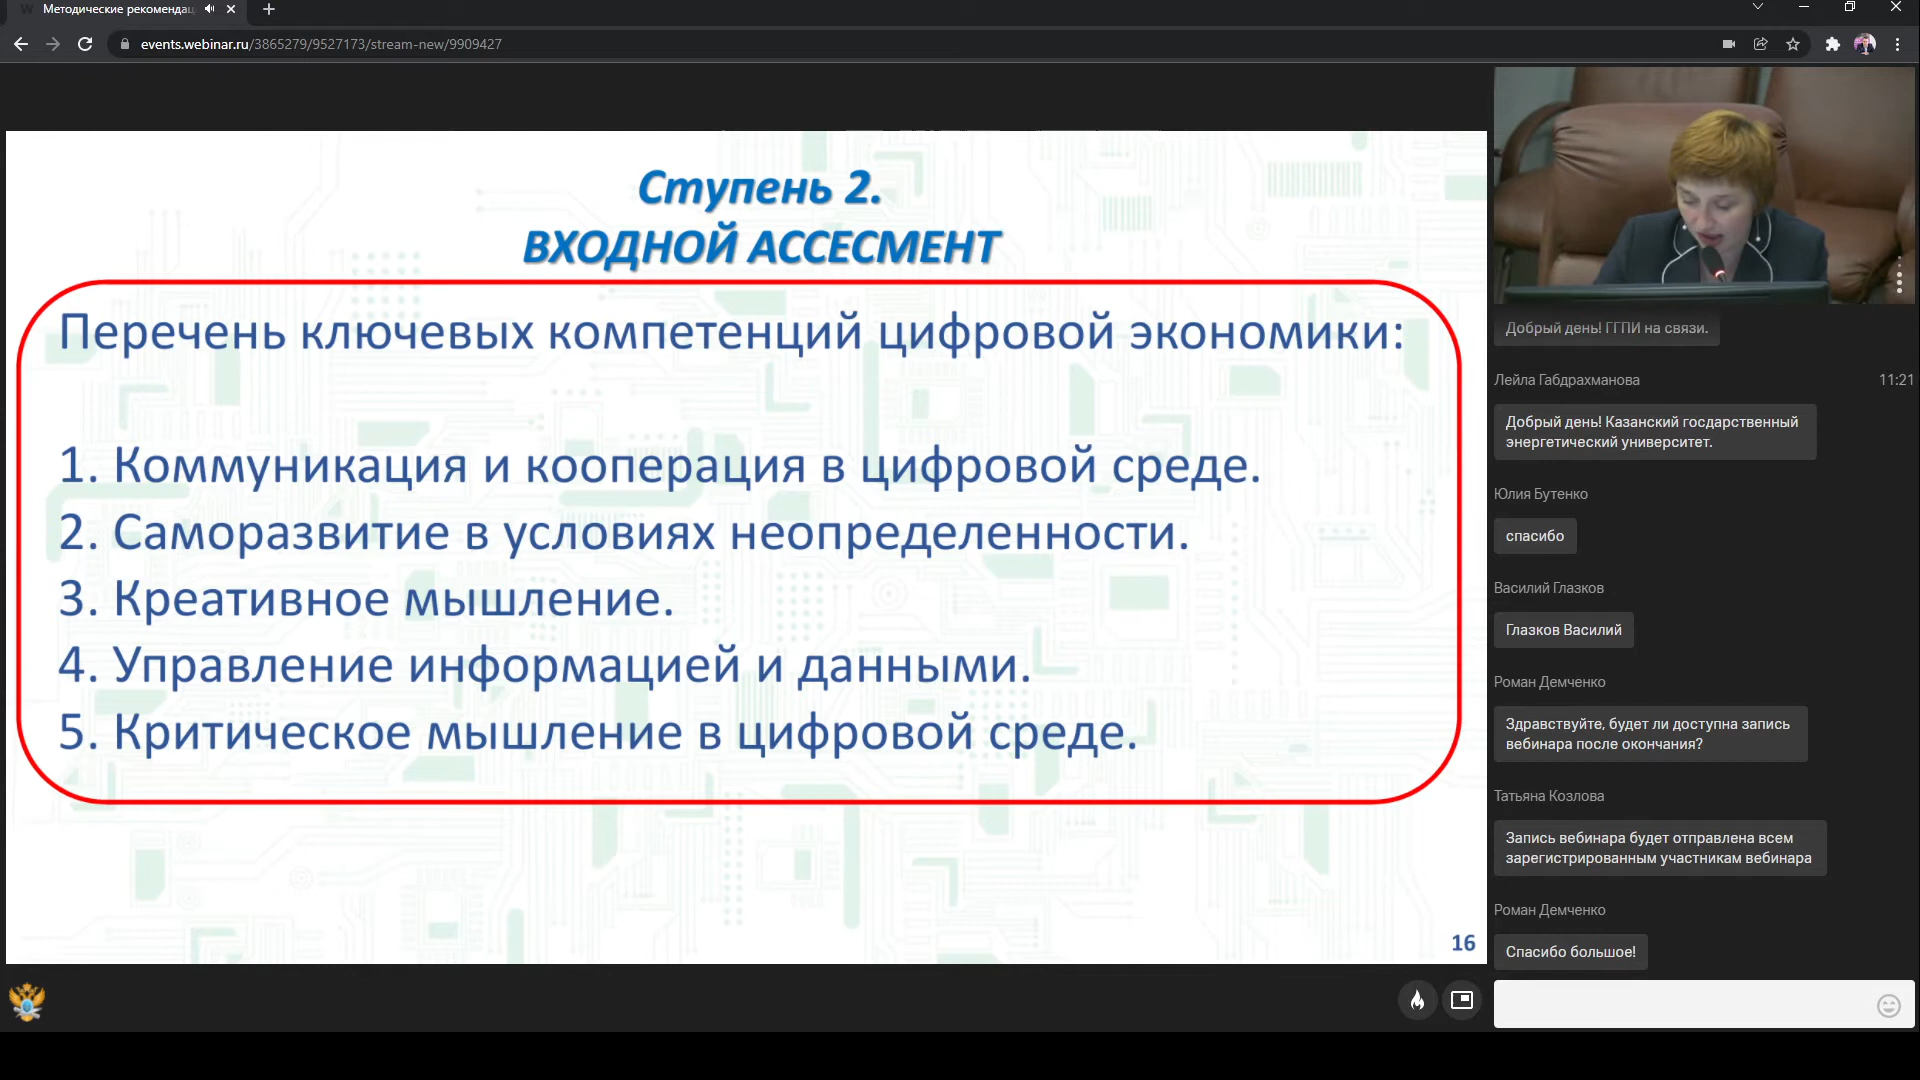 Методические рекомендац
events.webinar.ru/3865279/9527173/stream-new/9909427
Ступень 2.
ВХОДНОЙ АССЕСМЕНТ
Перечень ключевых компетенций цифровой экономики:
1. Коммуникация и кооперация в цифровой среде.
2. Саморазвитие в условиях неопределенности.
3. Креативное мышление.
4. Управление информацией и данными.
5. Критическое мышление в цифровой среде.
16
Добрый день! ГГПИ на связи.
Лейла Габдрахманова 11:21
Добрый день! Казанский госдарственный
энергетический университет.
Юлия Бутенко
спасибо
Василий Глазков
Глазков Василий
Роман Демченко
Здравствуйте, будет ли доступна запись
вебинара после окончания?
Татьяна Козлова
Запись вебинара будет отправлена всем
зарегистрированным участникам вебинара
Роман Демченко
Спасибо большое!